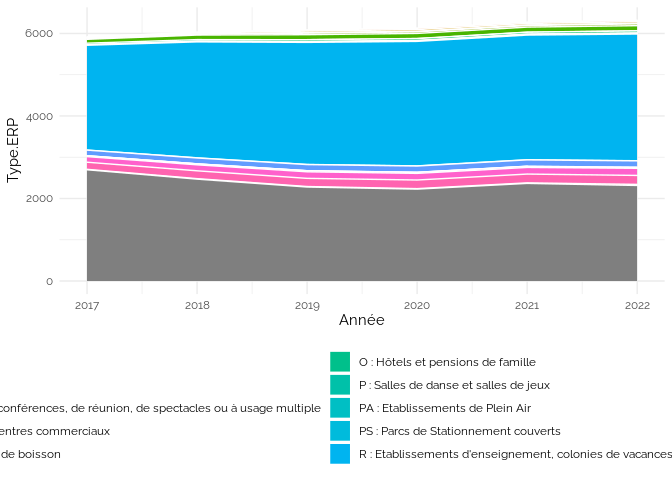 6000
4000
2000
0
Type.ERP
2017 2018 2019 2020 2021 2022
Année
O : Hôtels et pensions de famille
P : Salles de danse et salles de jeux
conférences, de réunion, de spectacles ou à usage multiple
PA : Etablissements de Plein Air
entres commerciaux
PS : Parcs de Stationnement couverts
de boisson
R : Etablissements d'enseignement, colonies de vacances